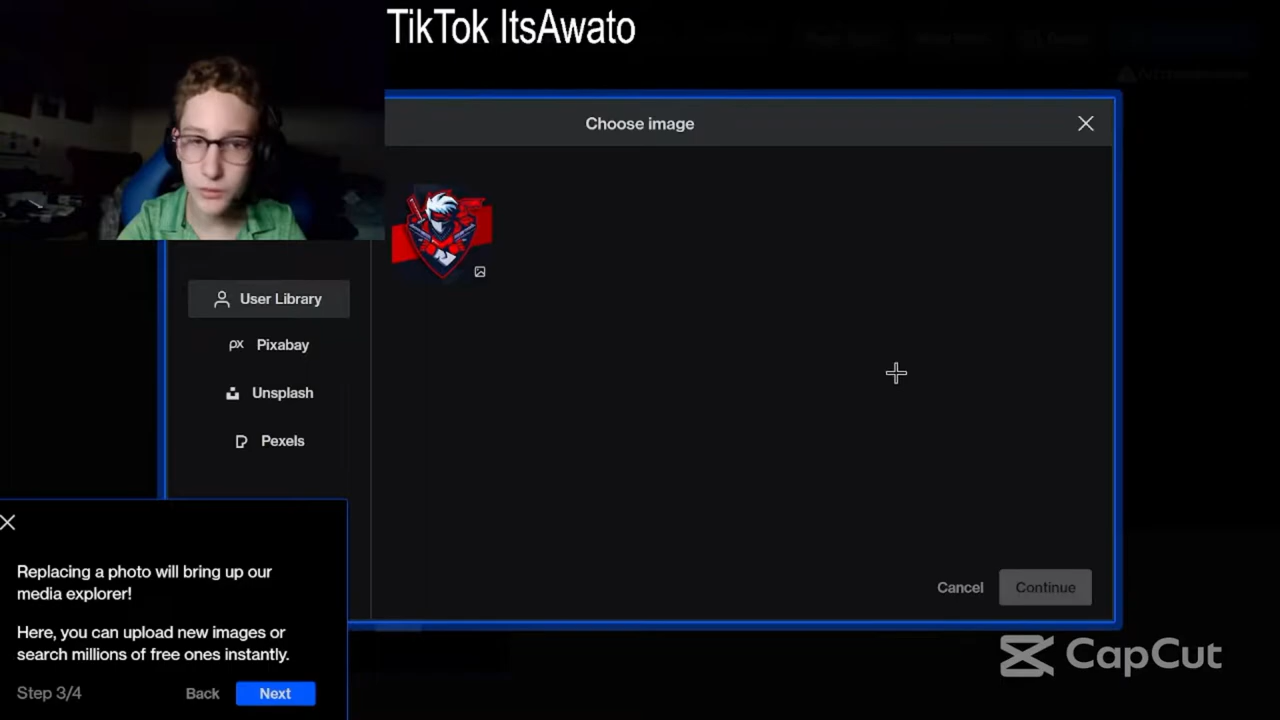 TikTok ItsAwato
Choose image
User Library
Pixabay
Unsplash
Pexels
Replacing a photo will bring up our
media explorer!
Here, you can upload new images or
search millions of free ones instantly.
Step 3/4
Back
Next
Cancel
Continue
CapCut